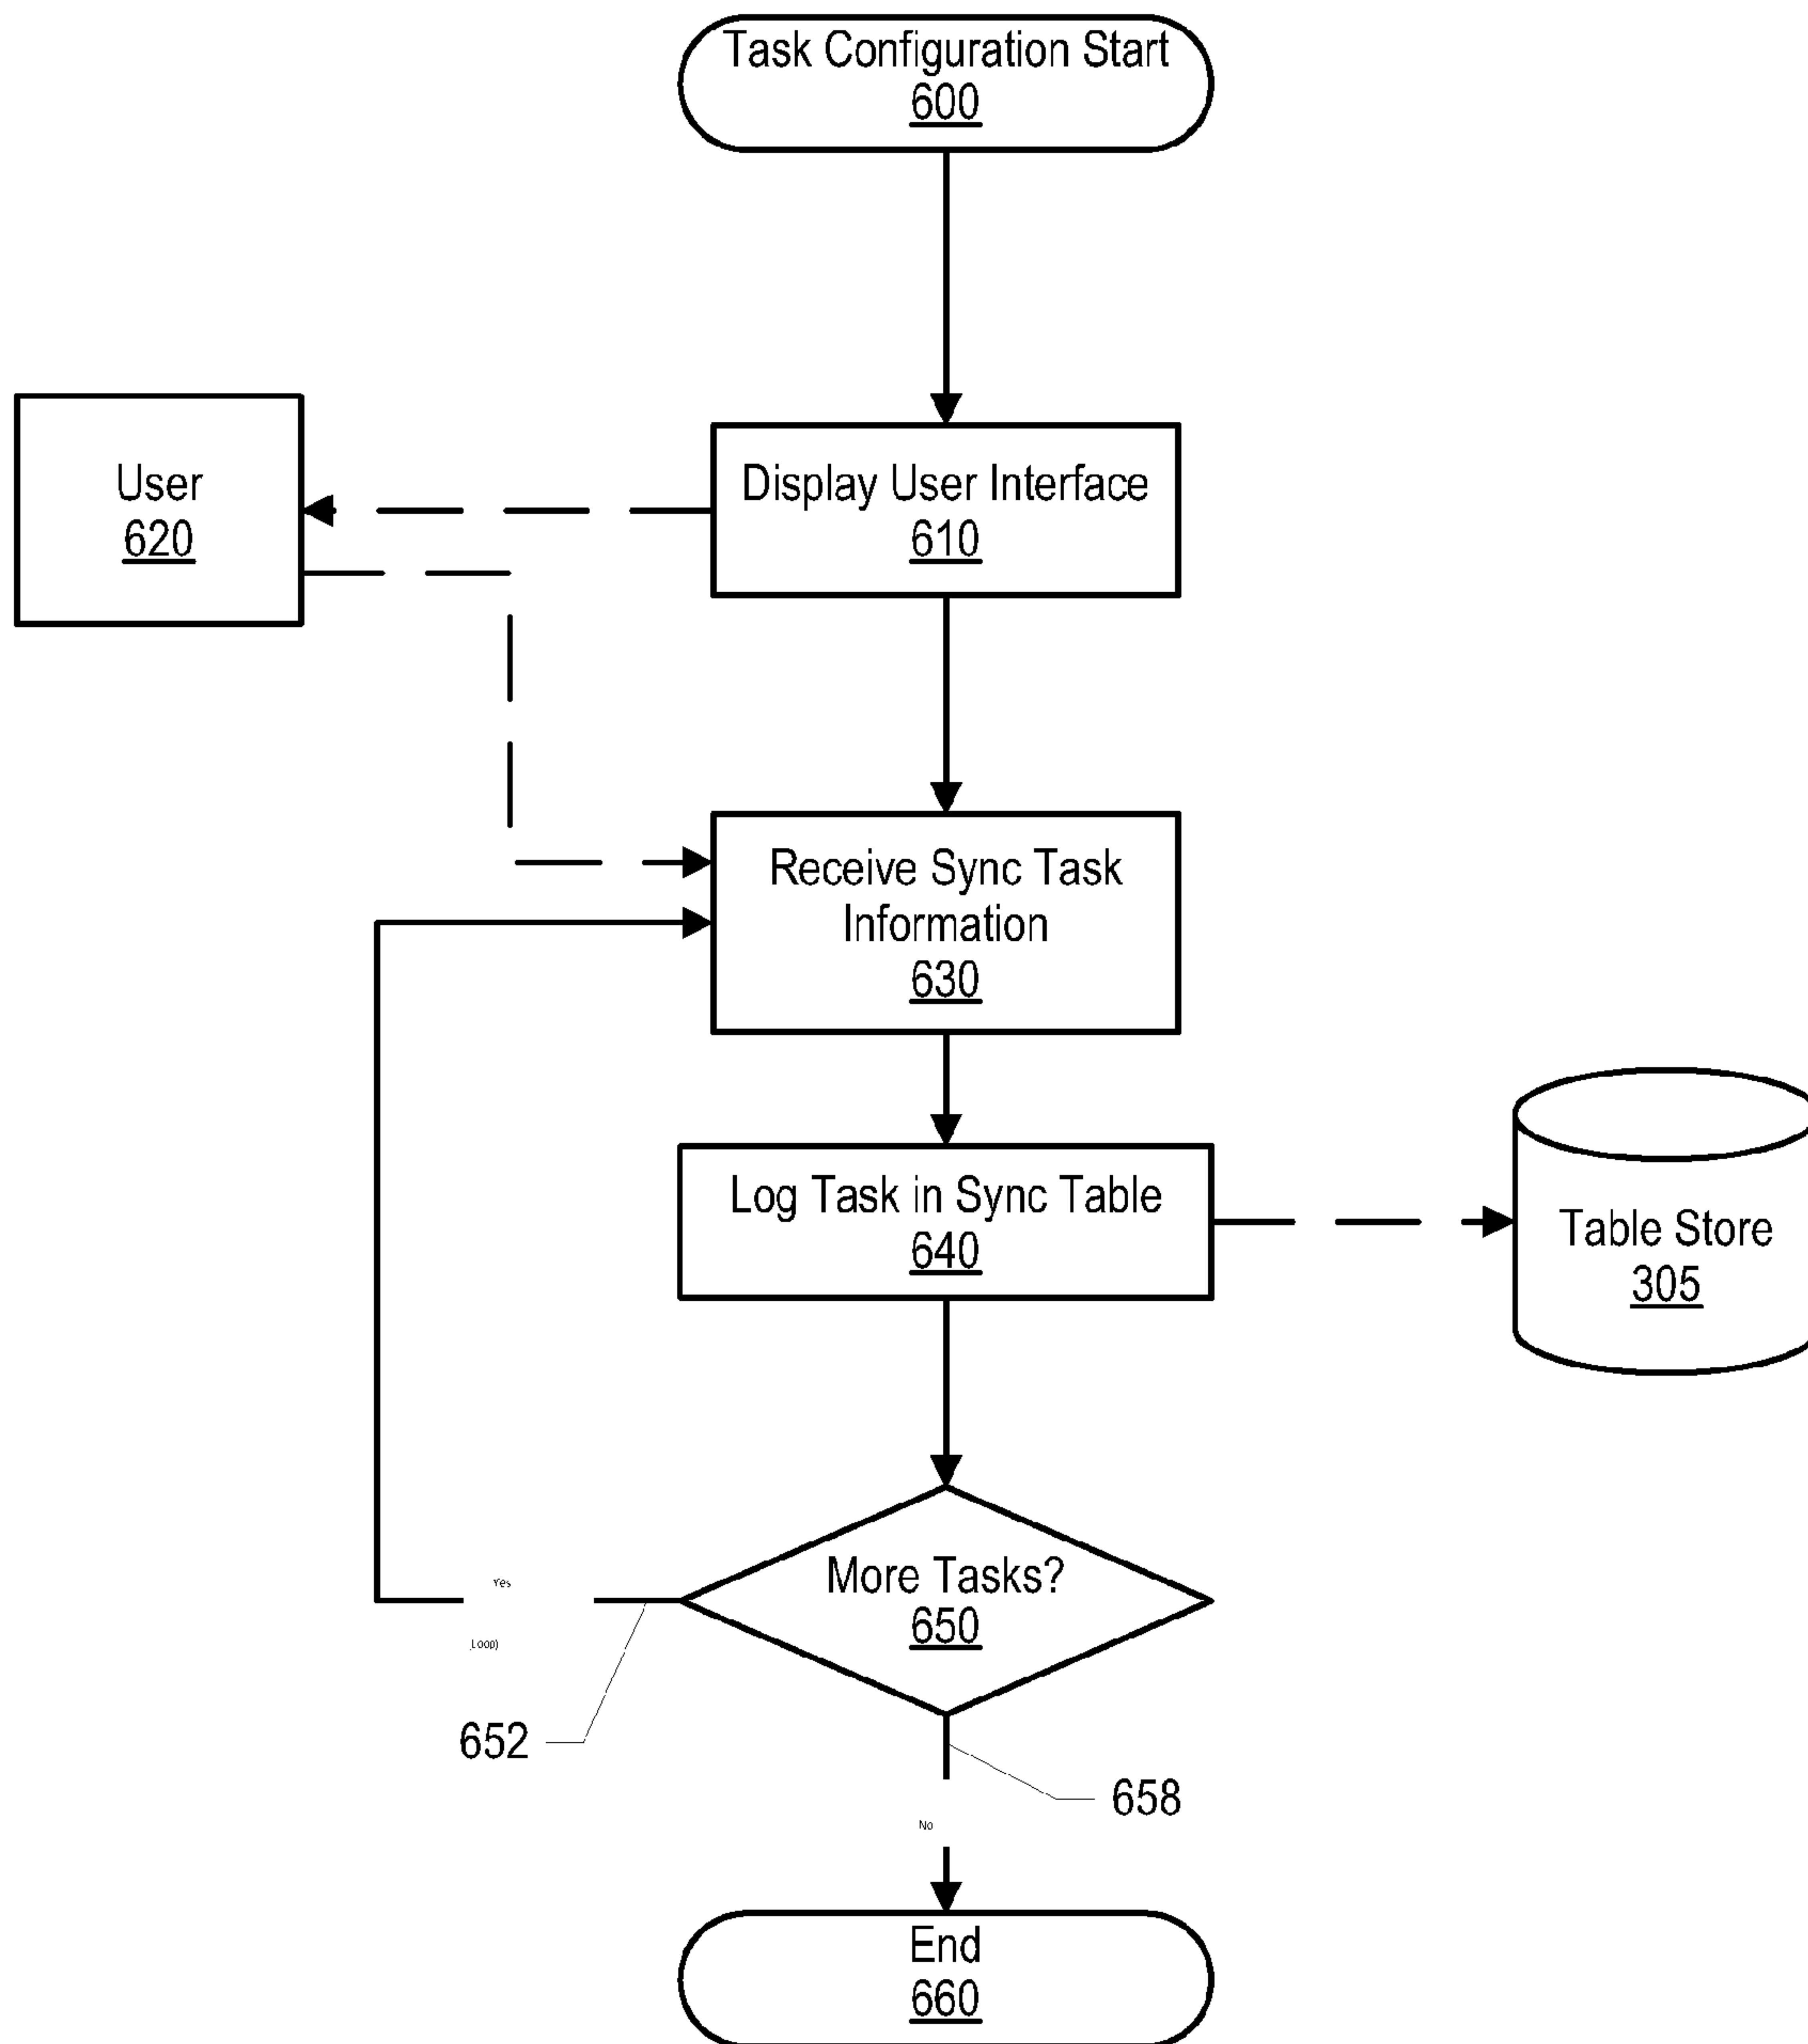 Task Configuration Start
600
User
620
Display User Interface
610
Receive Sync Task
Information
630
Log Task in Sync Table
640
Table Store
305
More Tasks?
650
Yes
(Loop)
652
658
No
End
660